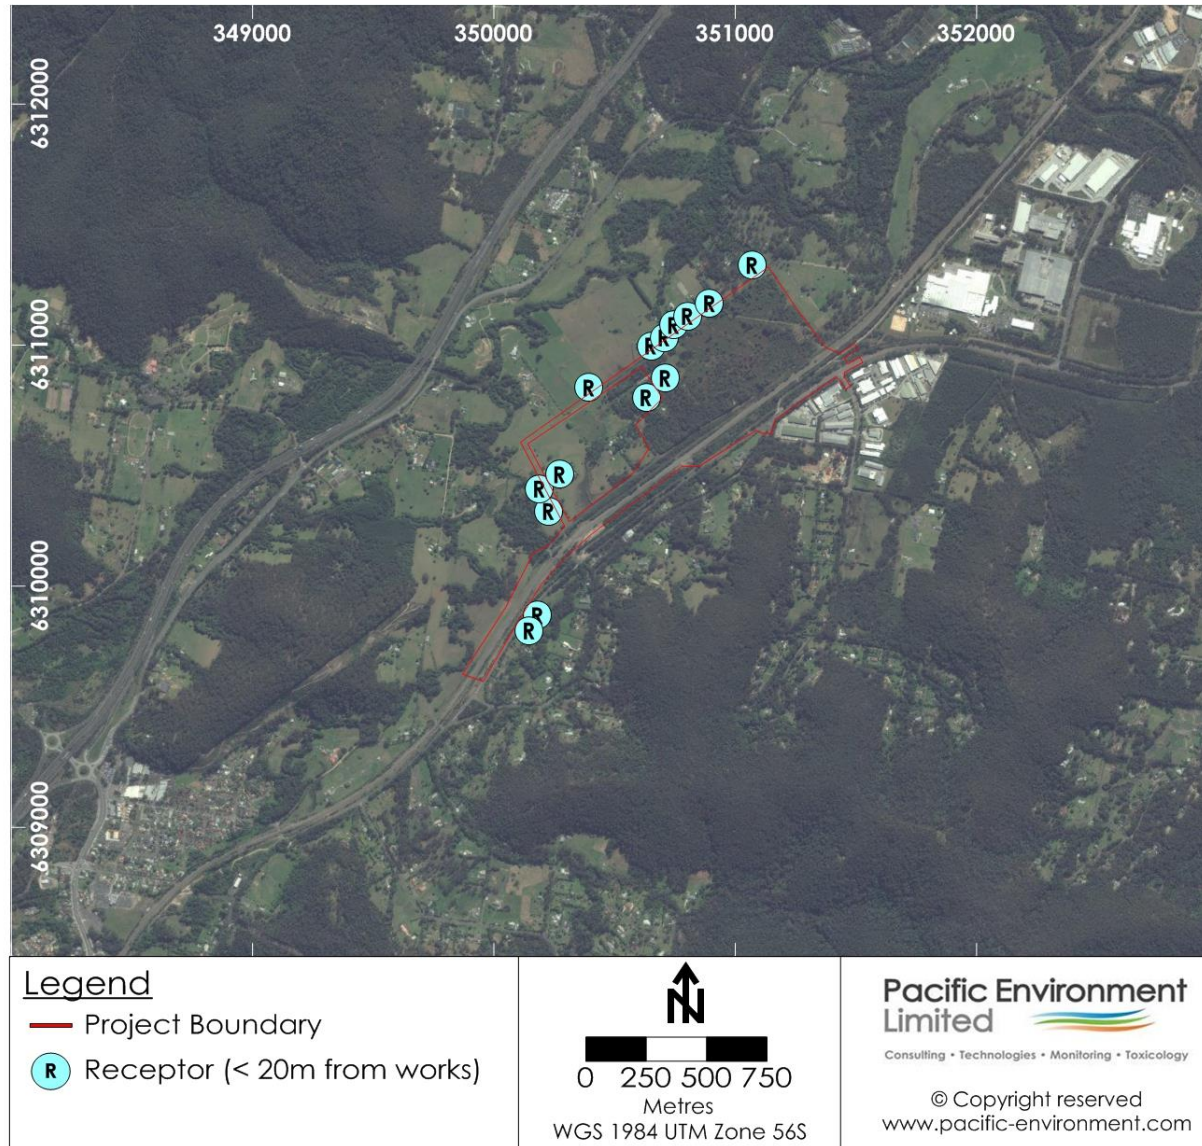 349000 350000 351000 352000
6312000
6311000
6310000
6309000
R
R
R
R
R
R
R
R
R
R
R
R
R
R
Legend
Project Boundary
R Receptor (< 20m from works)
N
0 250 500 750
Metres
WGS 1984 UTM Zone 56S
Pacific Environment
Limited
Consulting • Technologies • Monitoring • Toxicology
© Copyright reserved
www.pacific-environment.com